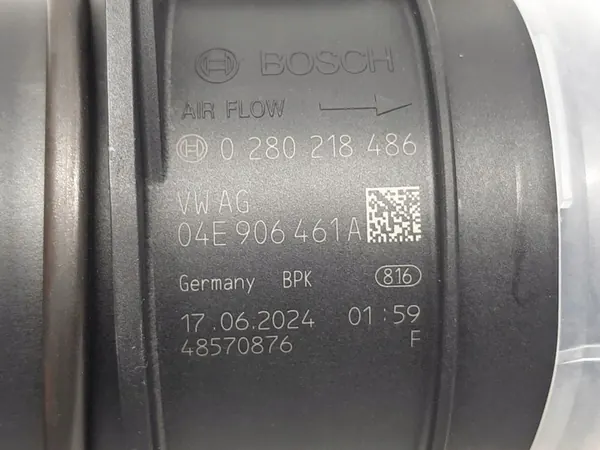 BOSCH
AIR FLOW
0 280 218 486
VW AG
04E 906 461 A
Germany BPK 816
17.06.2024 01:59
48570876 F